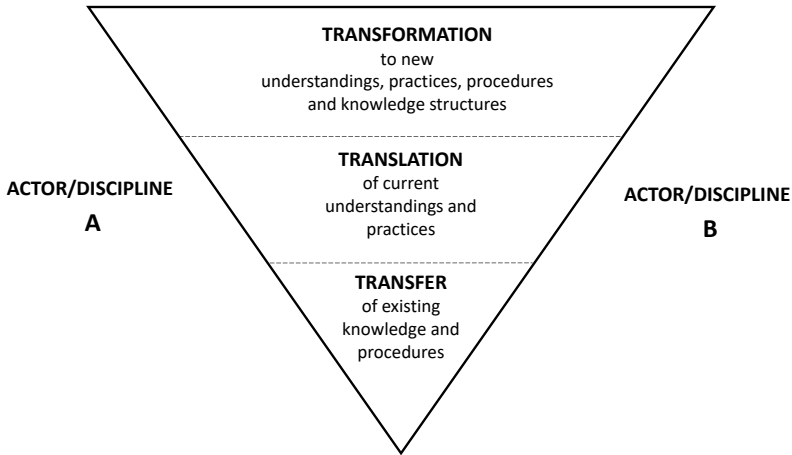 TRANSFORMATION
to new
understandings, practices, procedures
and knowledge structures
TRANSLATION
of current
understandings and
practices
ACTOR/DISCIPLINE
A
ACTOR/DISCIPLINE
B
TRANSFER
of existing
knowledge and
procedures